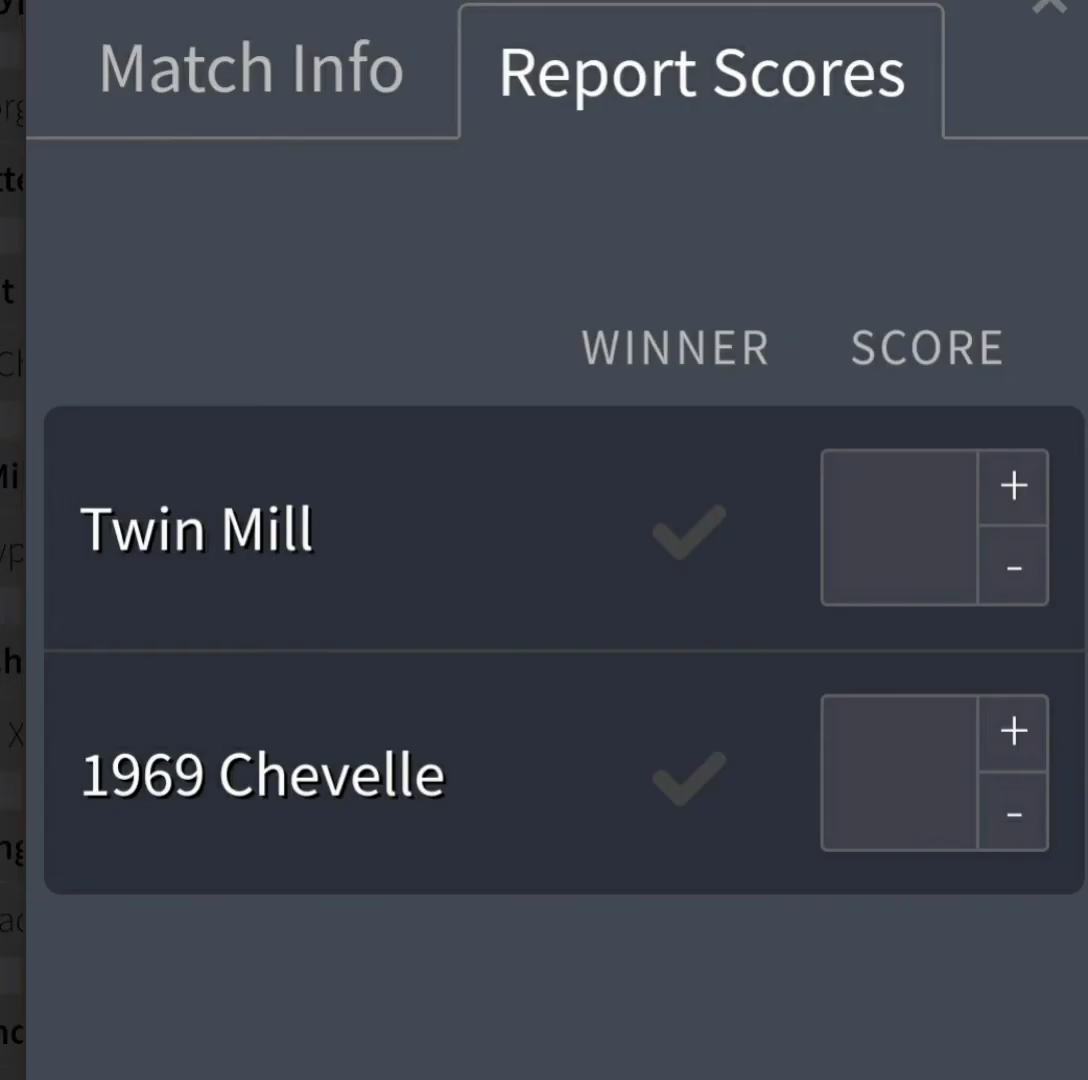 Match Info
Report Scores
WINNER SCORE
Twin Mill
+
-
1969 Chevelle
+
-